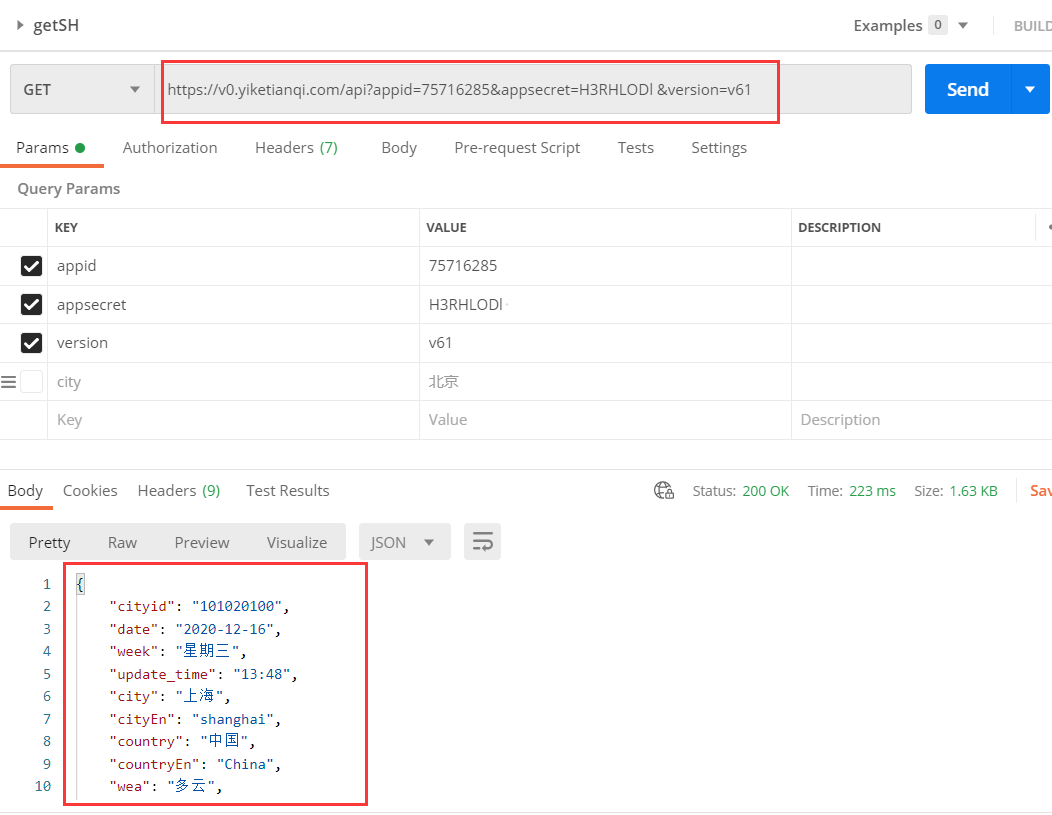 getSH Examples 0 BUILD
GET https://v0.yiketianqi.com/api?appid=75716285&appsecret=H3RHLODl &version=v61 Send
Params Authorization Headers (7) Body Pre-request Script Tests Settings
Query Params
KEY VALUE DESCRIPTION
appid 75716285
appsecret H3RHLODl
version v61
city 北京
Key Value Description
Body Cookies Headers (9) Test Results Status: 200 OK Time: 223 ms Size: 1.63 KB Sav
Pretty Raw Preview Visualize JSON
1 {
2 "cityid": "101020100",
3 "date": "2020-12-16",
4 "week": "星期三",
5 "update_time": "13:48",
6 "city": "上海",
7 "cityEn": "shanghai",
8 "country": "中国",
9 "countryEn": "China",
10 "wea": "多云",